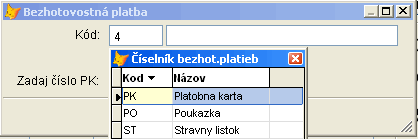 Bezhotovostná platba
Kód: 4
Číselník bezhot.platieb
Zadaj číslo PK:
Kod Názov
PK Platobna karta
PO Poukazka
ST Stravny listok